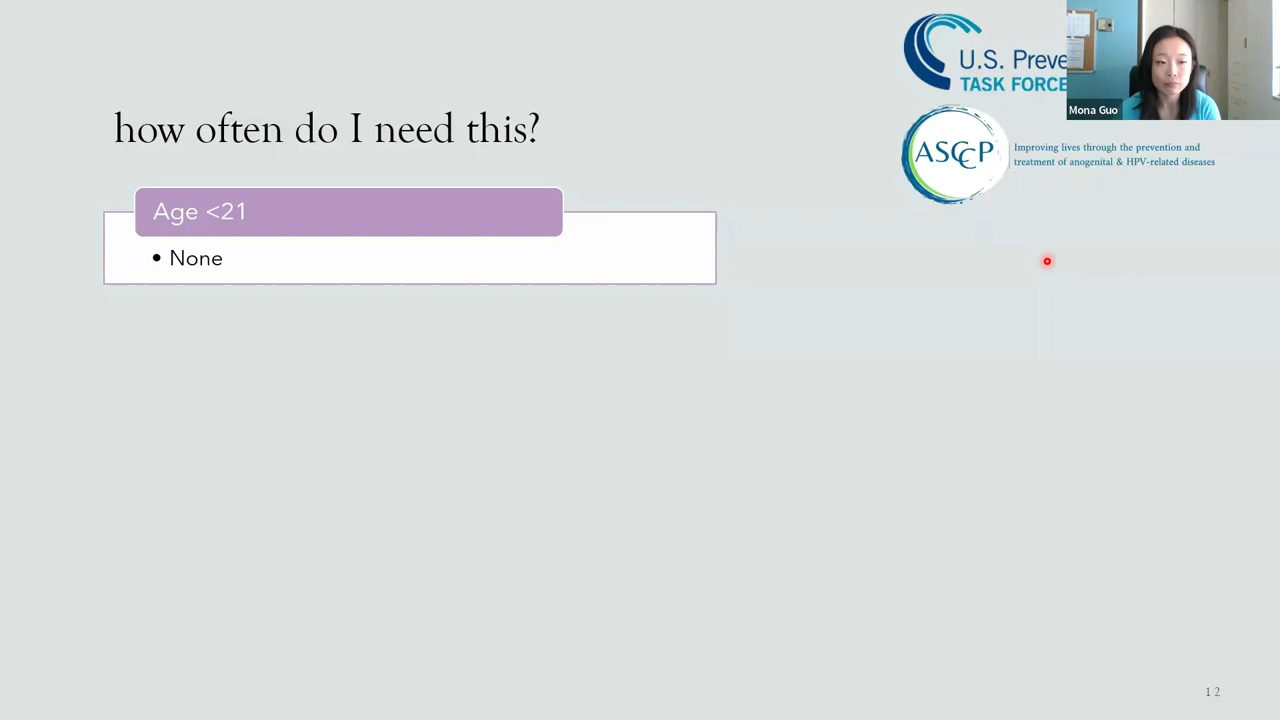 how often do I need this?
Age <21
• None
U.S. Preve
TASK FORCE
ASCCP
Improving lives through the prevention and
treatment of anogenital & HPV-related diseases
Mona Guo
12